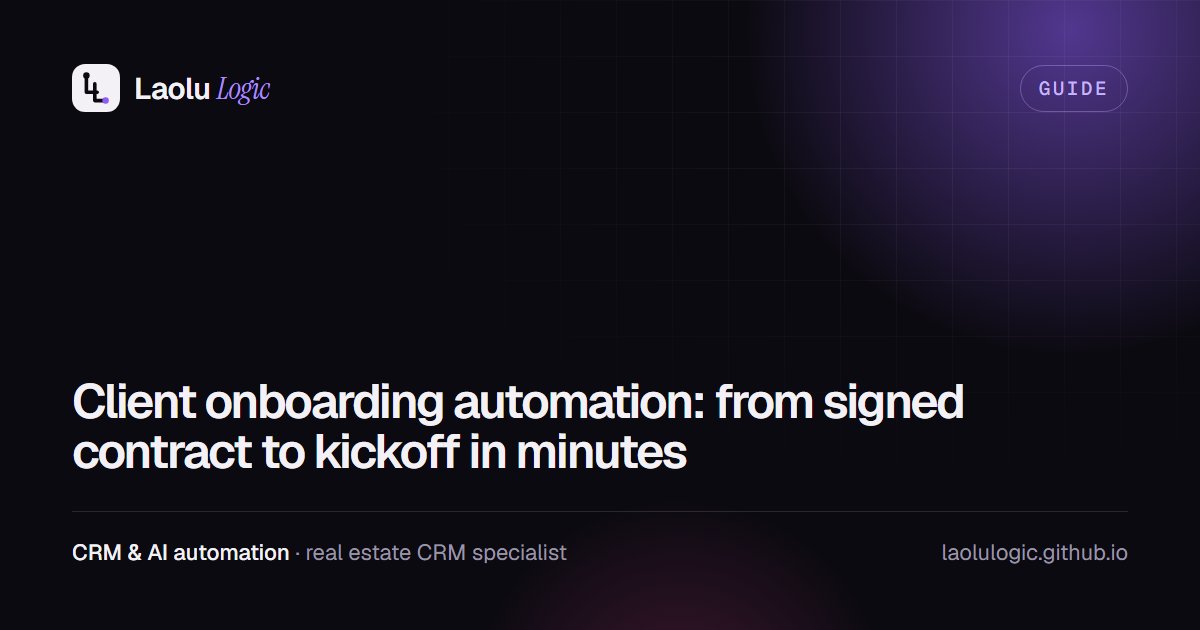 Laolu Logic
GUIDE
Client onboarding automation: from signed
contract to kickoff in minutes
CRM & AI automation · real estate CRM specialist
laolulogic.github.io